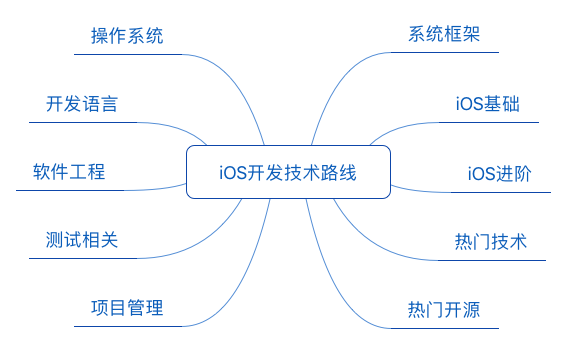 操作系统
系统框架
开发语言
iOS基础
iOS开发技术路线
软件工程
iOS进阶
测试相关
热门技术
项目管理
热门开源